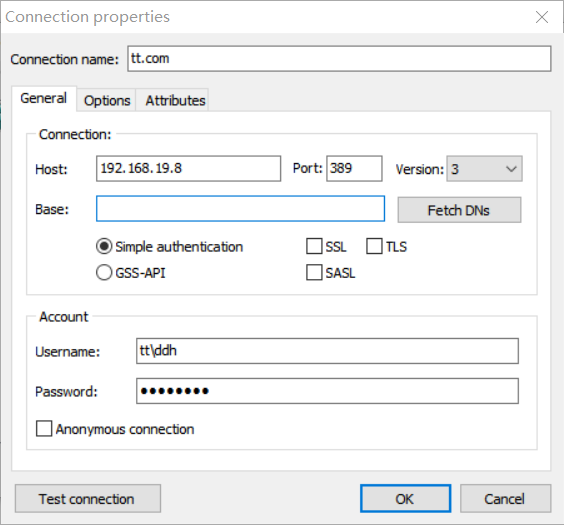 Connection properties
Connection name: tt.com
General Options Attributes
Connection:
Host: 192.168.19.8 Port: 389 Version: 3
Base: Fetch DNs
Simple authentication SSL TLS
GSS-API SASL
Account
Username: tt\ddh
Password: ●●●●●●●●
Anonymous connection
Test connection OK Cancel